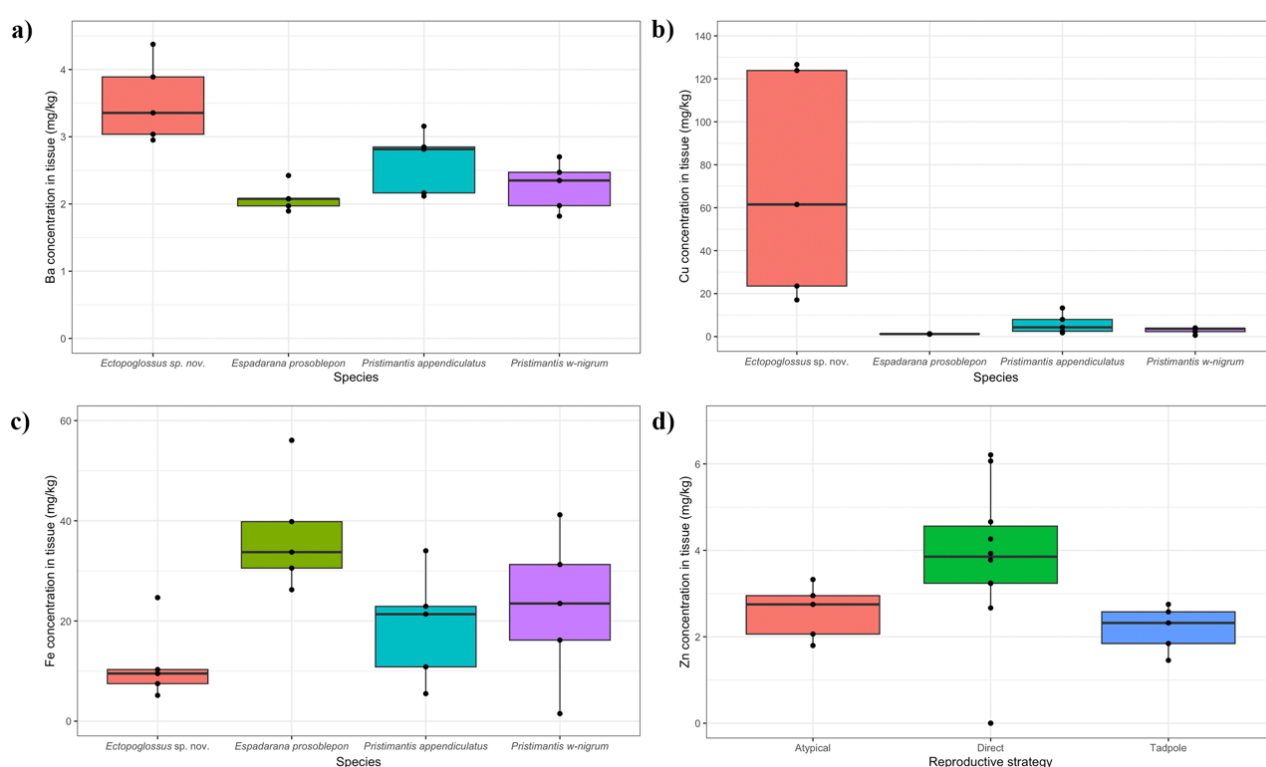 a)
Ba concentration in tissue (mg/kg)
4
3
2
1
0
Ectopoglossus sp. nov. Espadarana prosoblepon Pristimantis appendiculatus Pristimantis w-nigrum
Species
b)
Cu concentration in tissue (mg/kg)
140
120
100
80
60
40
20
0
Ectopoglossus sp. nov. Espadarana prosoblepon Pristimantis appendiculatus Pristimantis w-nigrum
Species
c)
Fe concentration in tissue (mg/kg)
60
40
20
0
Ectopoglossus sp. nov. Espadarana prosoblepon Pristimantis appendiculatus Pristimantis w-nigrum
Species
d)
Zn concentration in tissue (mg/kg)
6
4
2
0
Atypical Direct Tadpole
Reproductive strategy